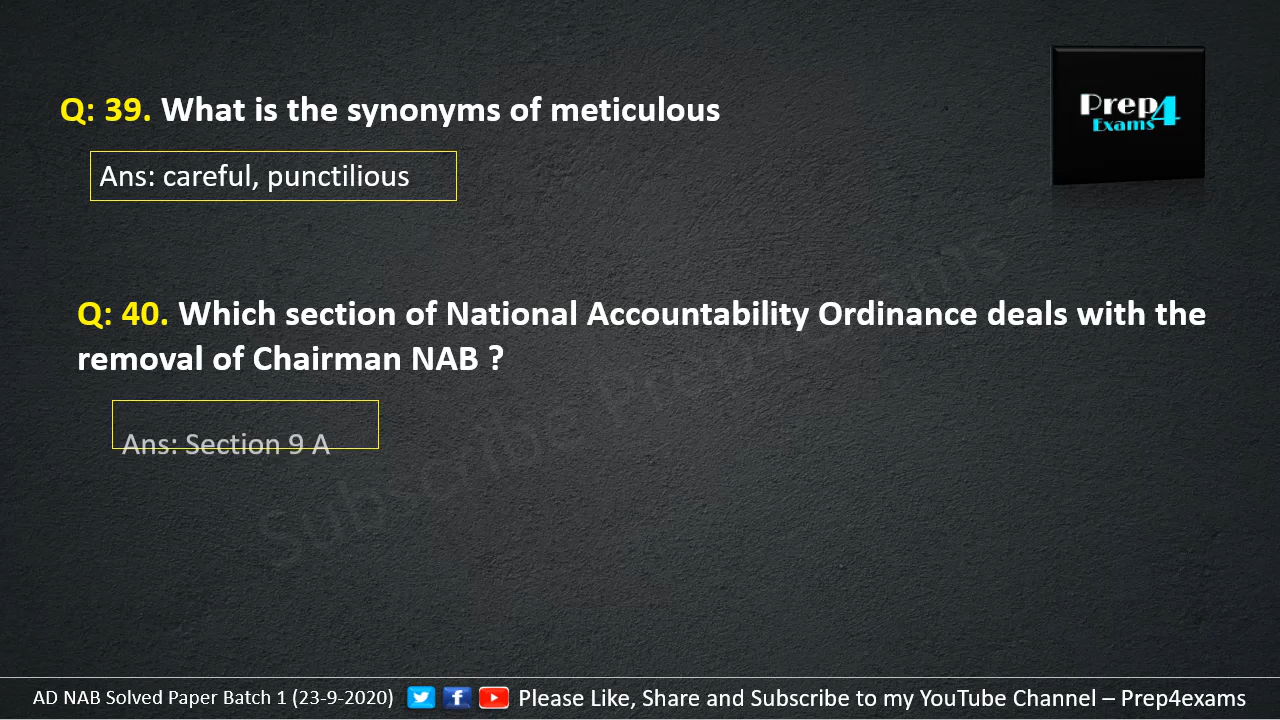 Prep4
Exams
Q: 39. What is the synonyms of meticulous
Ans: careful, punctilious
Q: 40. Which section of National Accountability Ordinance deals with the
removal of Chairman NAB ?
Ans: Section 9 A
Subscribe Prep4Exams
AD NAB Solved Paper Batch 1 (23-9-2020)
Please Like, Share and Subscribe to my YouTube Channel – Prep4exams